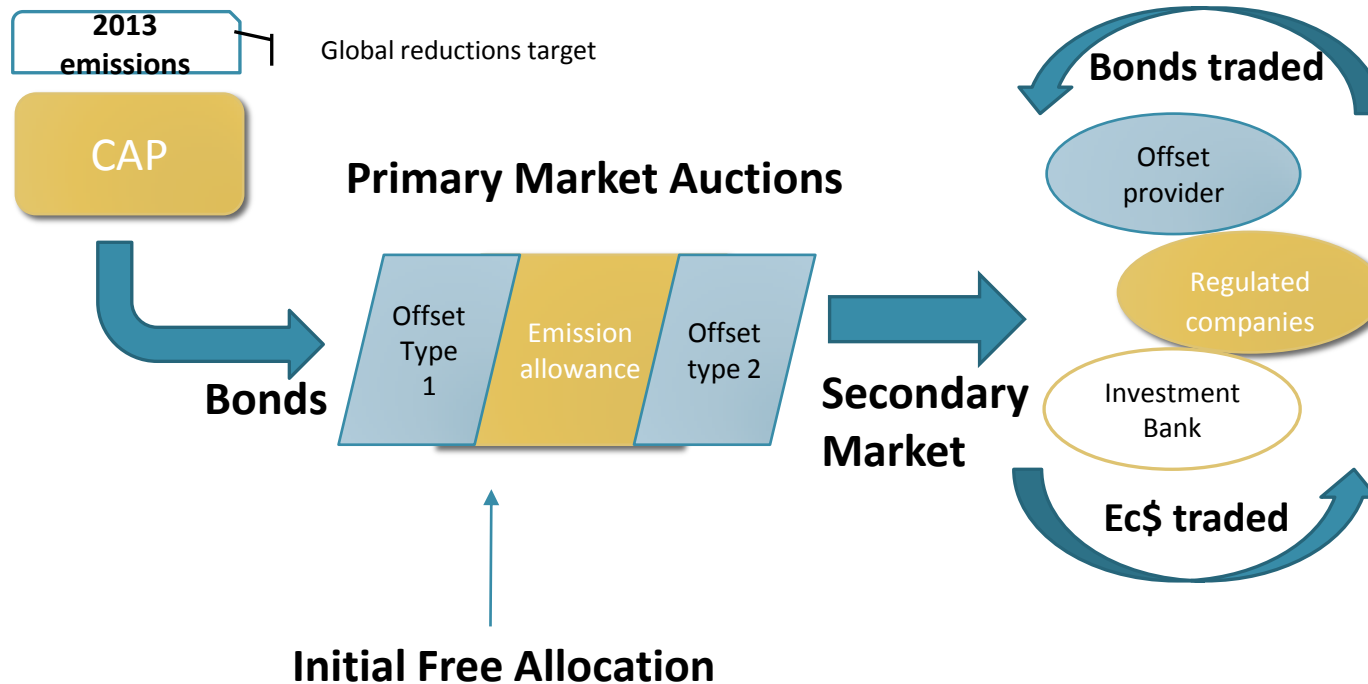 2013
emissions
Global reductions target
CAP
Bonds
Primary Market Auctions
Offset
Type
1
Emission
allowance
Offset
type 2
Initial Free Allocation
Secondary
Market
Bonds traded
Offset
provider
Regulated
companies
Investment
Bank
Ec$ traded